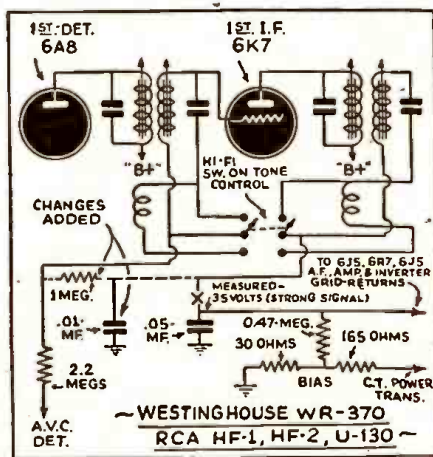 1ST. DET.
6A8
1ST. I.F.
6K7
"B+"
HI-FI
SW. ON TONE
CONTROL
"B+"
CHANGES
ADDED
1 MEG.
MEASURED-
35 VOLTS (STRONG SIGNAL)
TO 6J5, 6R7, 6J5
A.F., AMP., & INVERTER
GRID-RETURNS
.01-
MF.
.05-
MF.
0.47-MEG.
30 OHMS
165 OHMS
2.2
MEGS
BIAS
C.T. POWER
TRANS.
A.V.C.
DET.
~WESTINGHOUSE WR-370
RCA HF-1, HF-2, U-130~